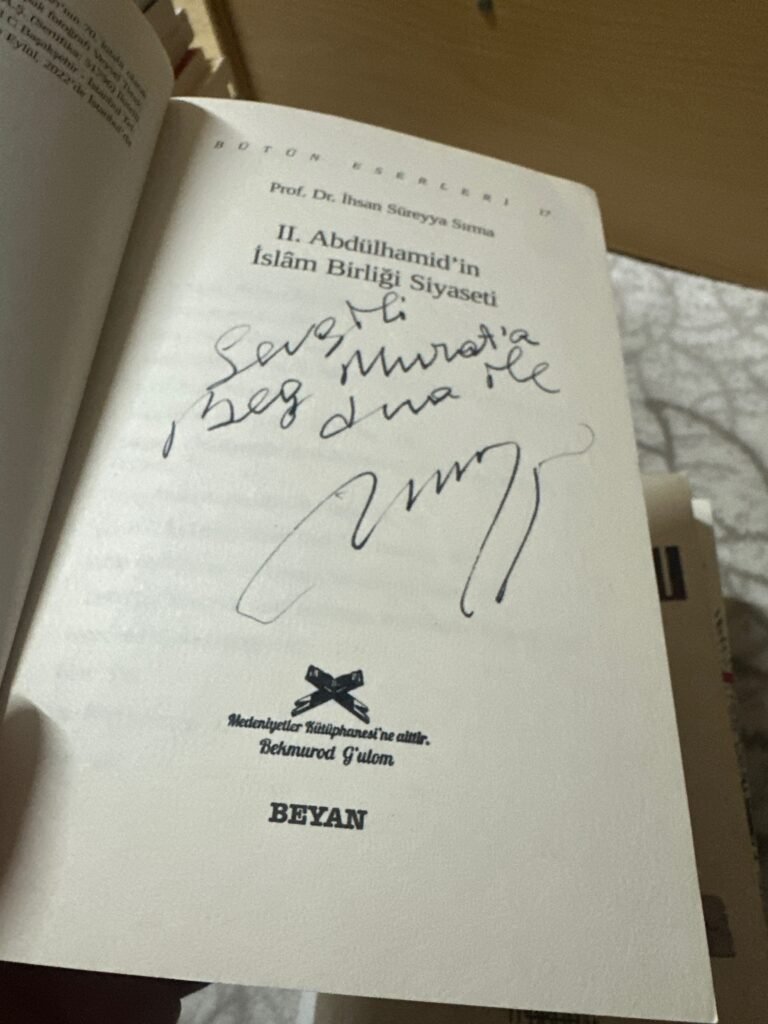 BÜTÜN ESERLERİ 17
Prof. Dr. İhsan Süreyya Sırma
II. Abdülhamid'in
İslâm Birliği Siyaseti
Sevgili
Beg Murat'a
dua ile
Medeniyetler Kütüphanesi'ne aittir.
Bekmurod G'ulom
BEYAN